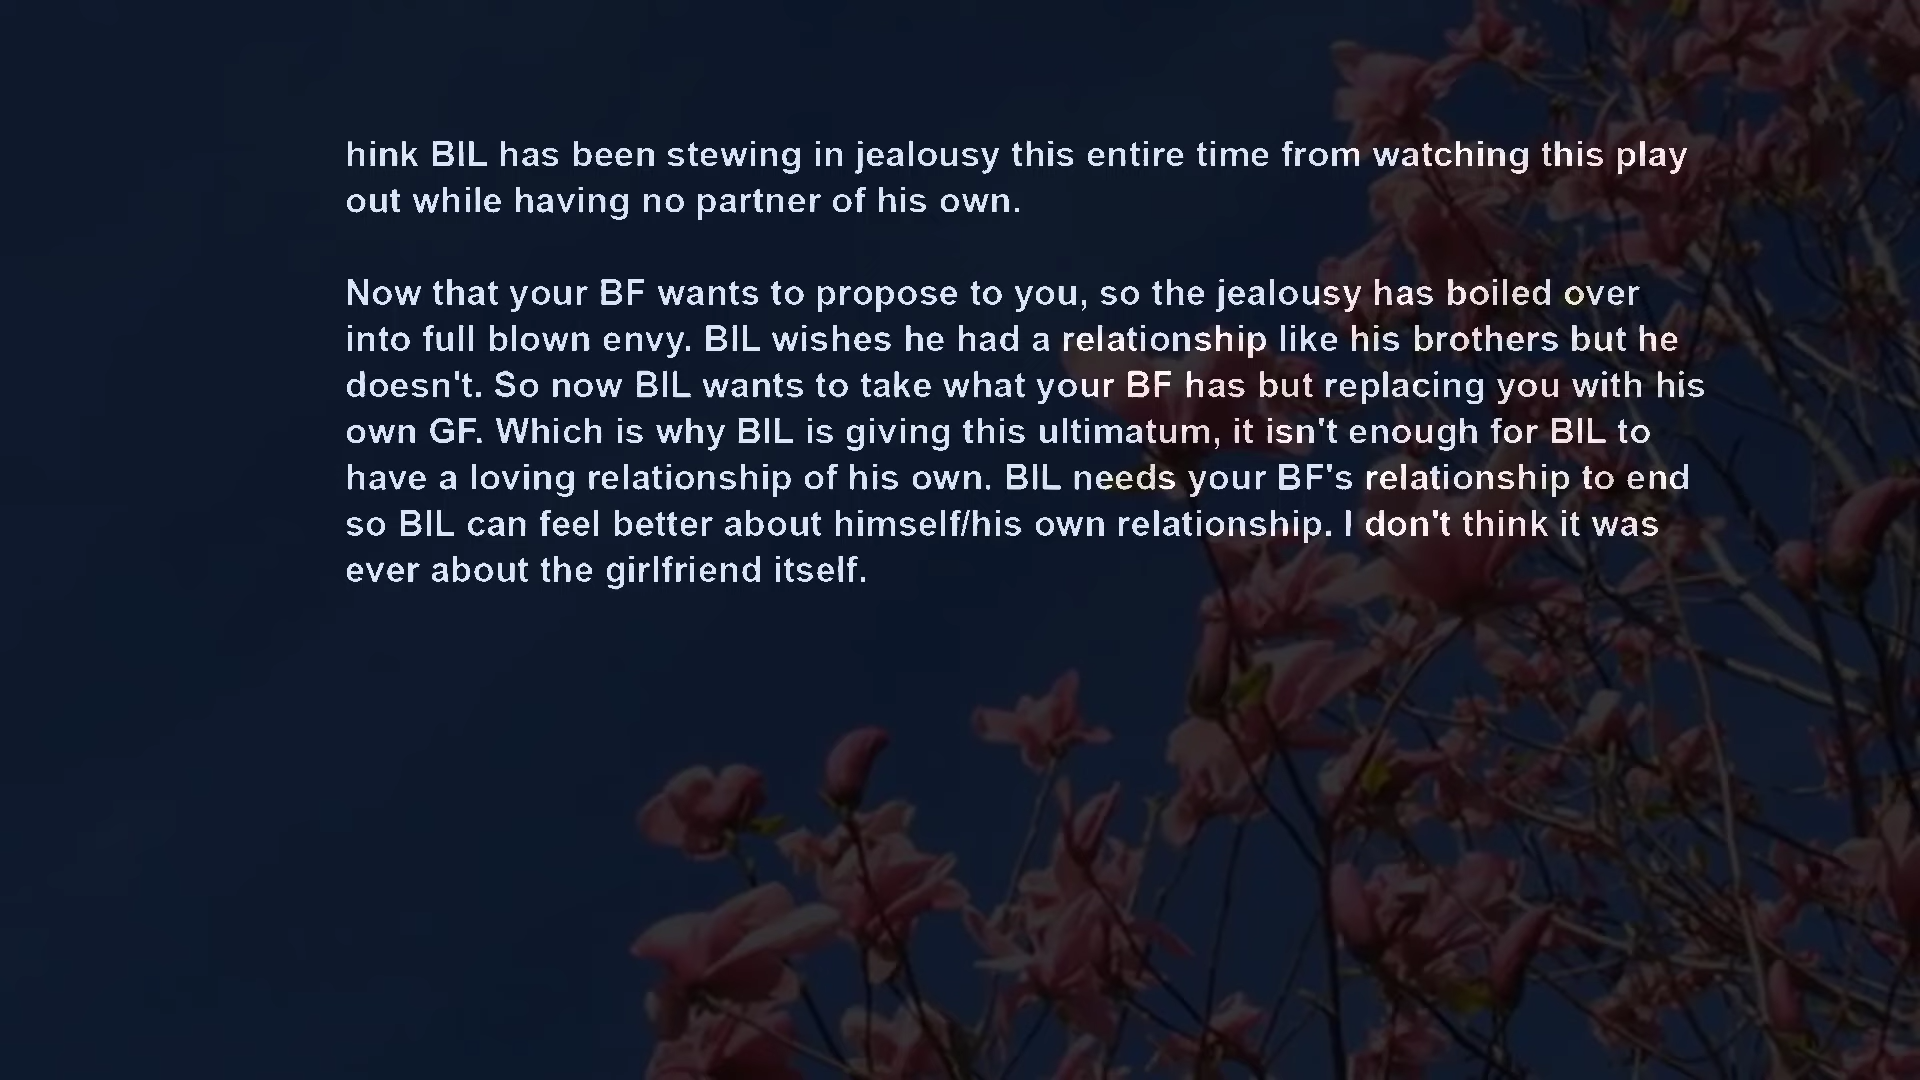 hink BIL has been stewing in jealousy this entire time from watching this play
out while having no partner of his own.
Now that your BF wants to propose to you, so the jealousy has boiled over
into full blown envy. BIL wishes he had a relationship like his brothers but he
doesn't. So now BIL wants to take what your BF has but replacing you with his
own GF. Which is why BIL is giving this ultimatum, it isn't enough for BIL to
have a loving relationship of his own. BIL needs your BF's relationship to end
so BIL can feel better about himself/his own relationship. I don't think it was
ever about the girlfriend itself.